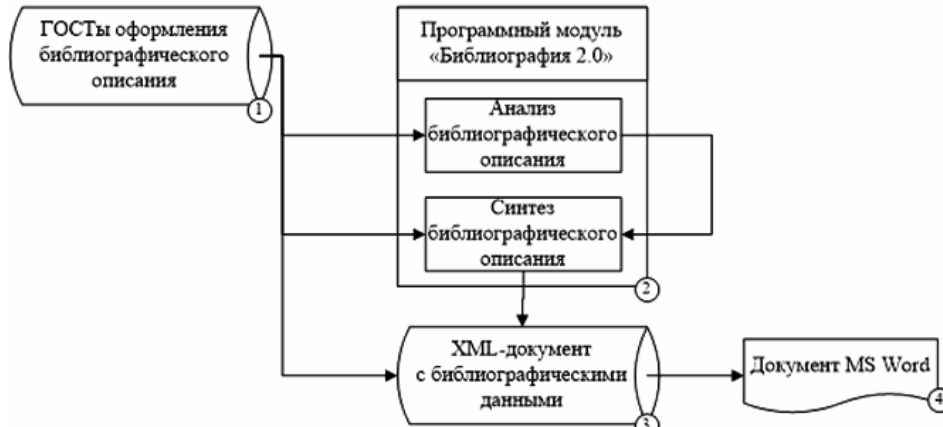 ГОСТы оформления
библиографического
описания
1
Программный модуль
«Библиография 2.0»
Анализ
библиографического
описания
Синтез
библиографического
описания
2
XML-документ
с библиографическими
данными
3
Документ MS Word
4